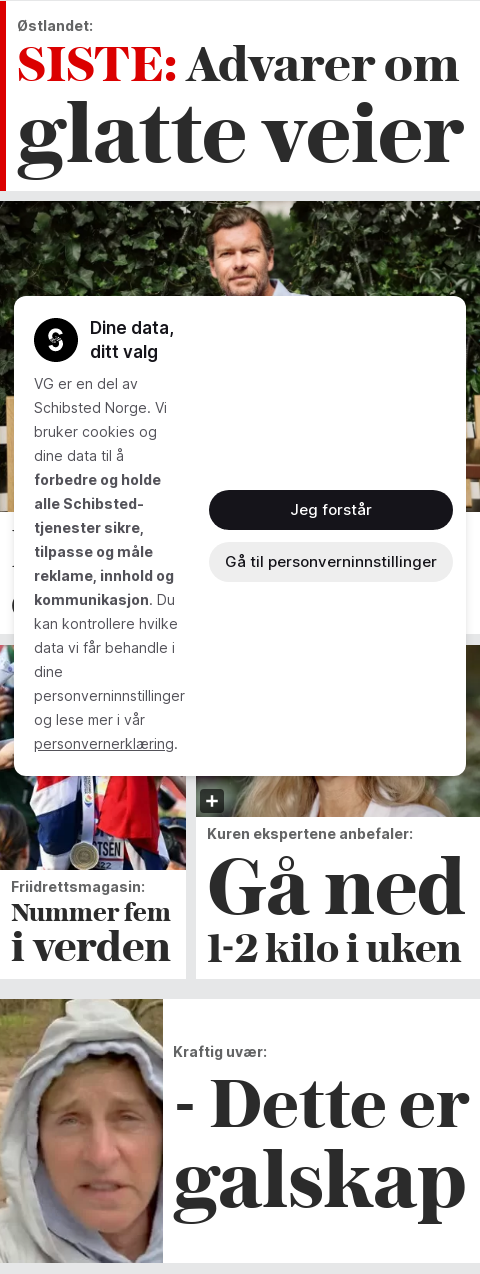 Østlandet:
SISTE: Advarer om
glatte veier
Dine data,
ditt valg
VG er en del av
Schibsted Norge. Vi
bruker cookies og
dine data til å
forbedre og holde
alle Schibsted-
tjenester sikre,
tilpasse og måle
reklame, innhold og
kommunikasjon. Du
kan kontrollere hvilke
data vi får behandle i
dine
personverninnstillinger
og lese mer i vår
personvernerklæring.
Jeg forstår
Gå til personverninnstillinger
Friidrettsmagasin:
Nummer fem
i verden
Kuren ekspertene anbefaler:
Gå ned
1-2 kilo i uken
Kraftig uvær:
- Dette er
galskap